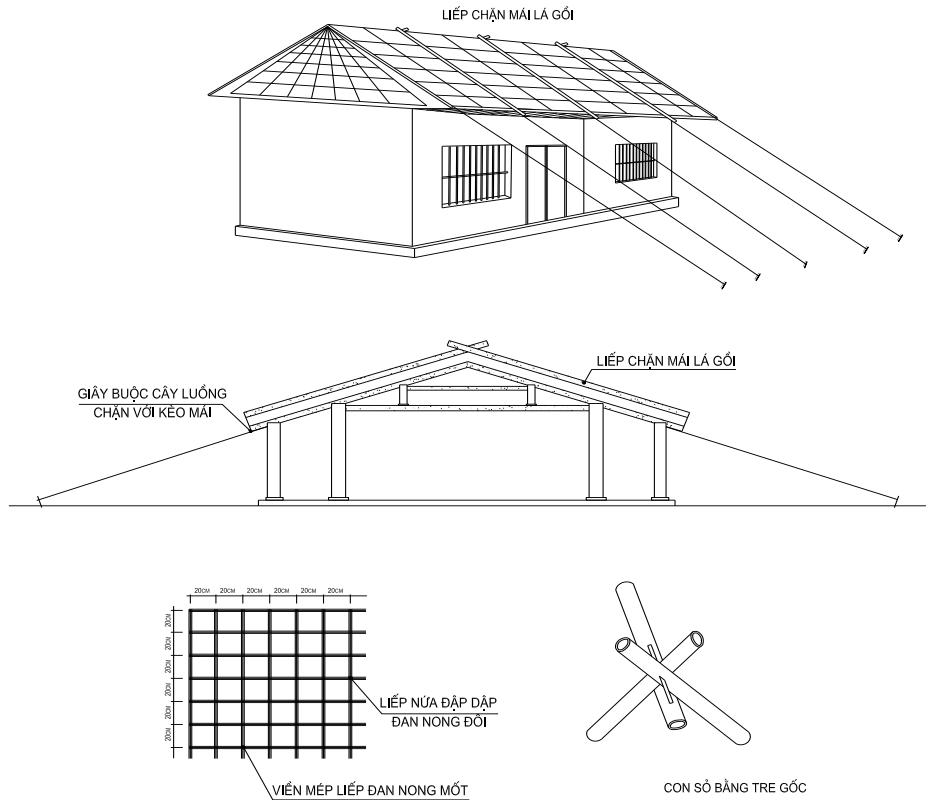 LIẾP CHẶN MÁI LÁ GỒI
LIẾP CHẶN MÁI LÁ GỒI
GIÂY BUỘC CÂY LUỒNG
CHẶN VỚI KÈO MÁI
20CM 20CM 20CM 20CM 20CM 20CM
20CM
20CM
20CM
20CM
20CM
20CM
LIẾP NỨA ĐẬP DẬP
ĐAN NONG ĐÔI
VIỀN MÉP LIẾP ĐAN NONG MỐT
CON SỎ BẰNG TRE GỐC